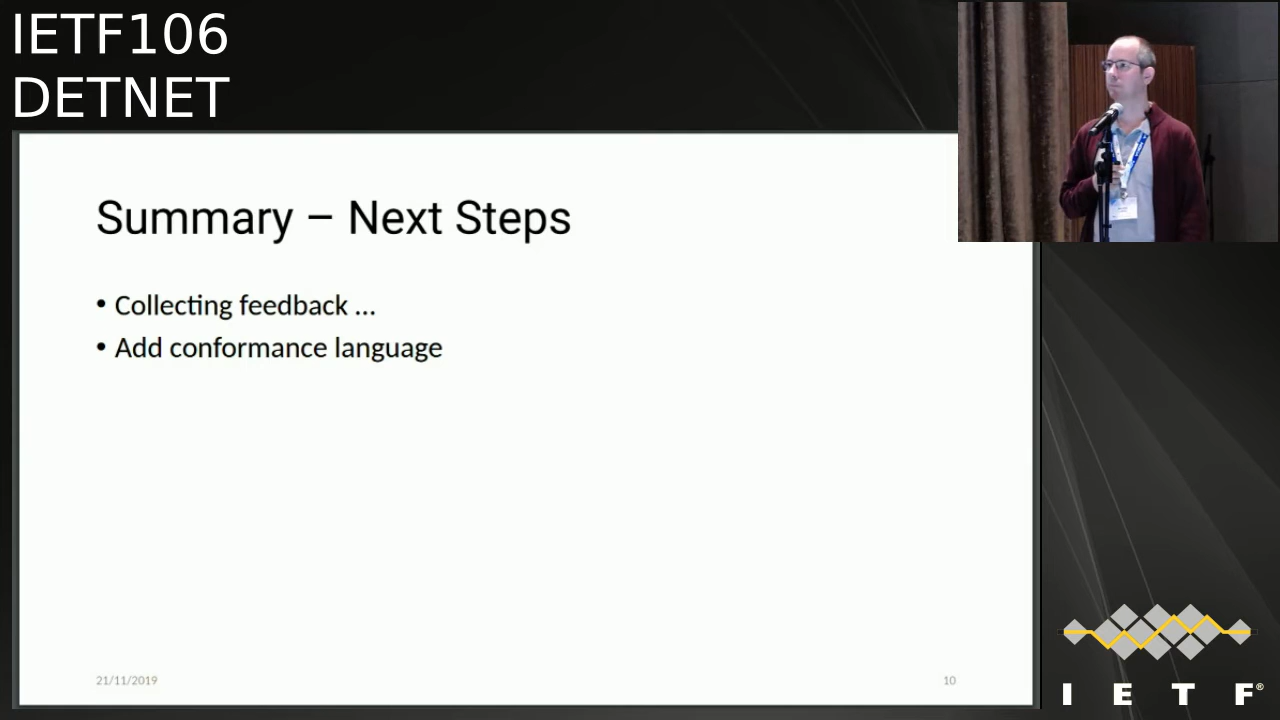 IETF106
DETNET
Summary – Next Steps
• Collecting feedback ...
• Add conformance language
21/11/2019
10
I E T F®